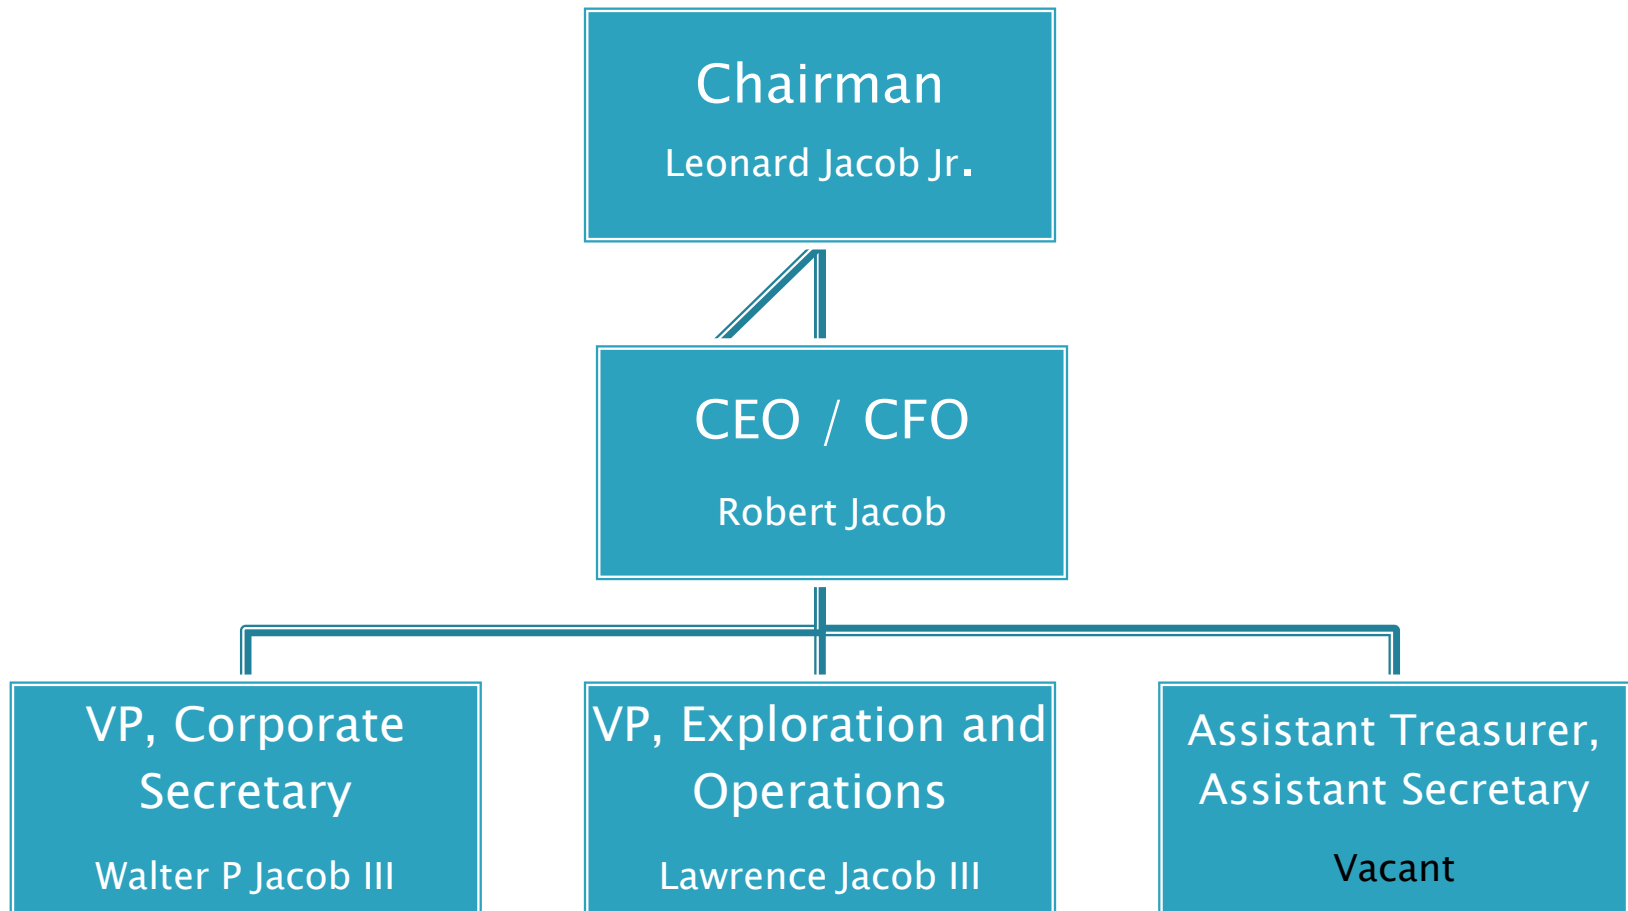 Chairman
Leonard Jacob Jr.
CEO / CFO
Robert Jacob
VP, Corporate
Secretary
Walter P Jacob III
VP, Exploration and
Operations
Lawrence Jacob III
Assistant Treasurer,
Assistant Secretary
Vacant